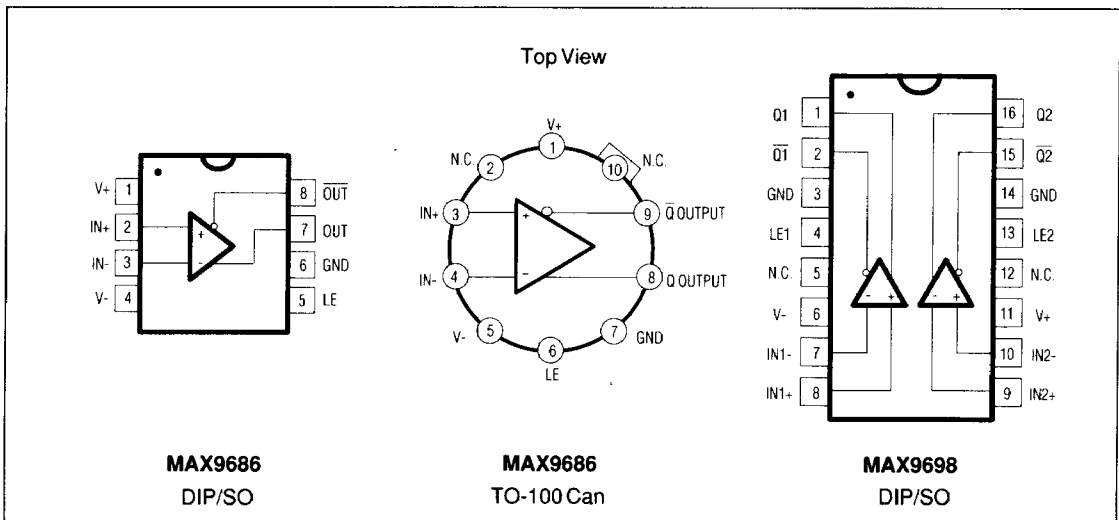 Top View
V+ 1
IN+ 2
IN- 3
V- 4
8 O̅U̅T̅
7 OUT
6 GND
5 LE
+
-
MAX9686
DIP/SO
V+
1
N.C.
2
10
N.C.
IN+ 3
+
9 Q̅ OUTPUT
IN- 4
-
8 Q OUTPUT
V- 5
7 GND
6
LE
MAX9686
TO-100 Can
Q1 1
Q̅1̅ 2
GND 3
LE1 4
N.C. 5
V- 6
IN1- 7
IN1+ 8
16 Q2
15 Q̅2̅
14 GND
13 LE2
12 N.C.
11 V+
10 IN2-
9 IN2+
- +
- +
MAX9698
DIP/SO